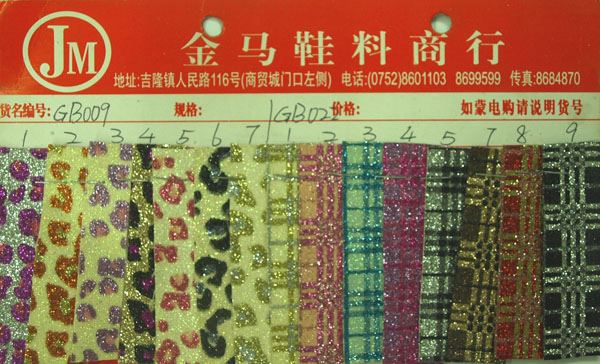 JM
金马鞋料商行
地址:吉隆镇人民路116号(商贸城门口左侧) 电话:(0752)8601103 8699599 传真:8684870
货名编号:GB009 规格: GB022 价格: 如蒙电购请说明货号
1 2 3 4 5 6 7 1 2 3 4 5 6 7 8 9